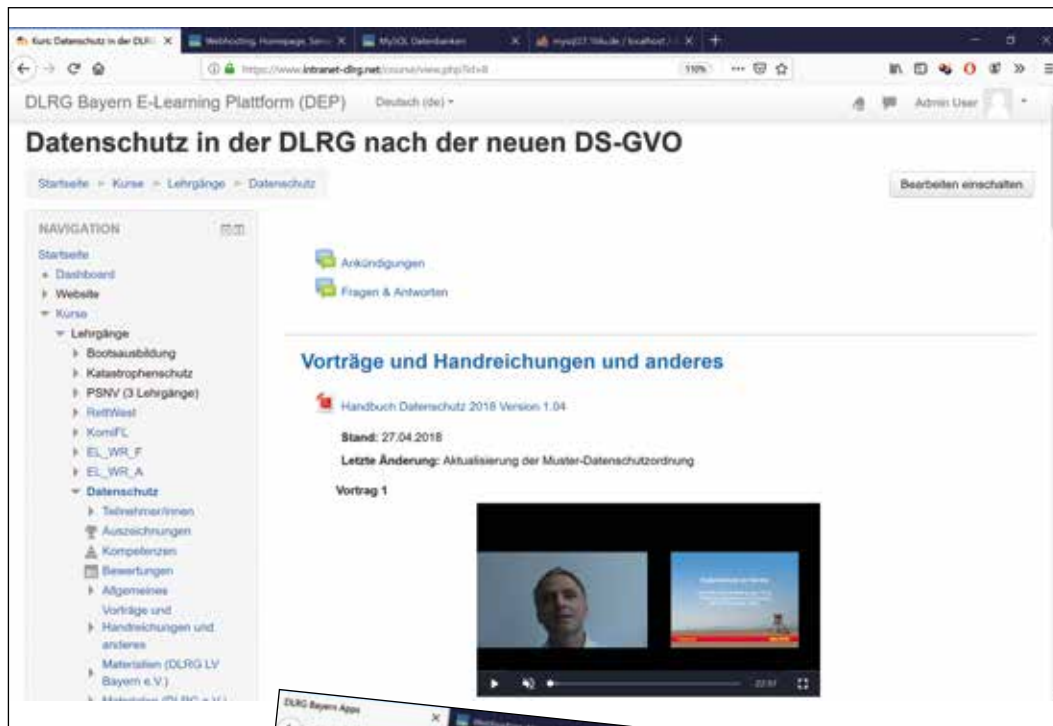 Kurs: Datenschutz in der DLRG
Webhosting, Homepage, Serv
MySQL Datenbanken
https://www.intranet-dlrg.net/course/view.php?id=8
110%
DLRG Bayern E-Learning Plattform (DEP)
Deutsch (de)
Admin User
Datenschutz in der DLRG nach der neuen DS-GVO
Startseite
Kurse
Lehrgänge
Datenschutz
Bearbeiten einschalten
NAVIGATION
Startseite
Dashboard
Website
Kurse
Lehrgänge
Bootsausbildung
Katastrophenschutz
PSNV (3 Lehrgänge)
RettWest
KomiFL
EL_WR_F
EL_WR_A
Datenschutz
Teilnehmer/innen
Auszeichnungen
Kompetenzen
Bewertungen
Allgemeines
Vorträge und
Handreichungen und
anderes
Materialien (DLRG LV
Bayern e.V.)
Materialien (DLRG e.V.)
Ankündigungen
Fragen & Antworten
Vorträge und Handreichungen und anderes
Handbuch Datenschutz 2018 Version 1.04
Stand: 27.04.2018
Letzte Änderung: Aktualisierung der Muster-Datenschutzordnung
Vortrag 1
DLRG Bayern Apps